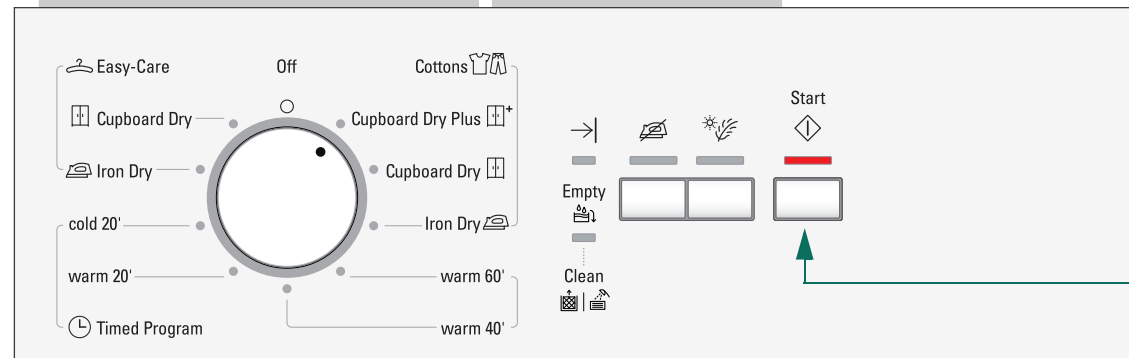 Easy-Care
Off
Cottons
Cupboard Dry
Cupboard Dry Plus +
Iron Dry
Cupboard Dry
cold 20'
Iron Dry
warm 20'
warm 60'
Timed Program
warm 40'
Start
Empty
Clean